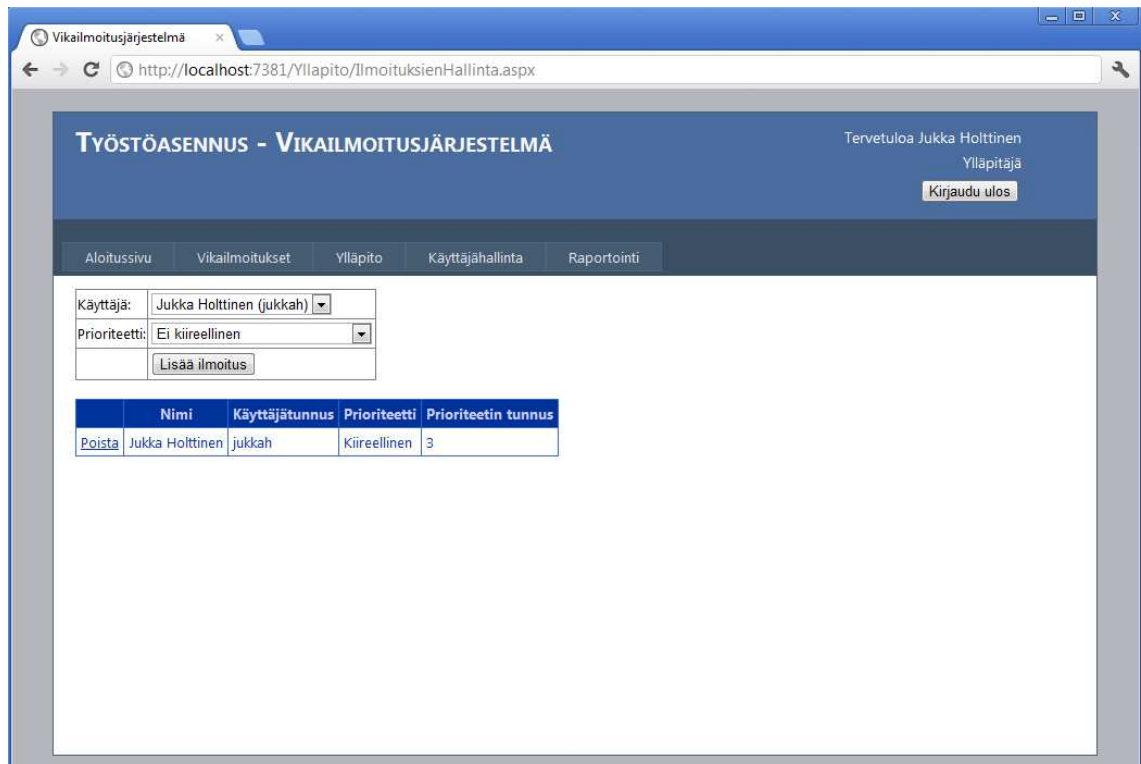 Vikailmoitusjärjestelmä
http://localhost:7381/Yllapito/IlmoituksienHallinta.aspx
TYÖSTÖASENNUS - VIKAILMOITUSJÄRJESTELMÄ
Tervetuloa Jukka Holttinen
Ylläpitäjä
Kirjaudu ulos
Aloitussivu Vikailmoitukset Ylläpito Käyttäjähallinta Raportointi
Käyttäjä: Jukka Holttinen (jukkah)
Prioriteetti: Ei kiireellinen
Lisää ilmoitus
Nimi Käyttäjätunnus Prioriteetti Prioriteetin tunnus
Poista Jukka Holttinen jukkah Kiireellinen 3